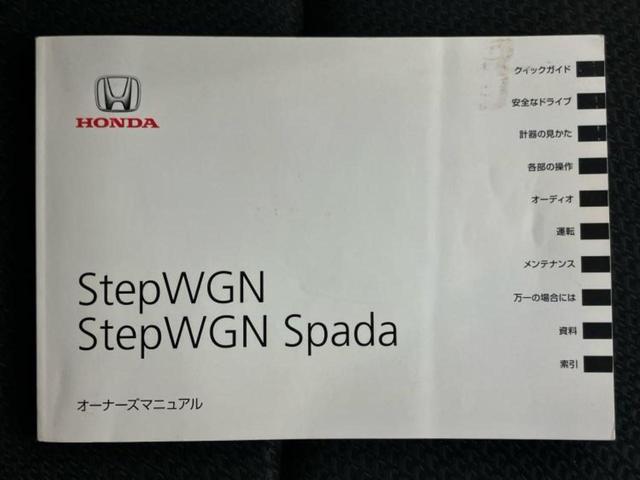 HONDA
StepWGN
StepWGN Spada
オーナーズマニュアル
クイックガイド
安全なドライブ
計器の見かた
各部の操作
オーディオ
運転
メンテナンス
万一の場合には
資料
索引